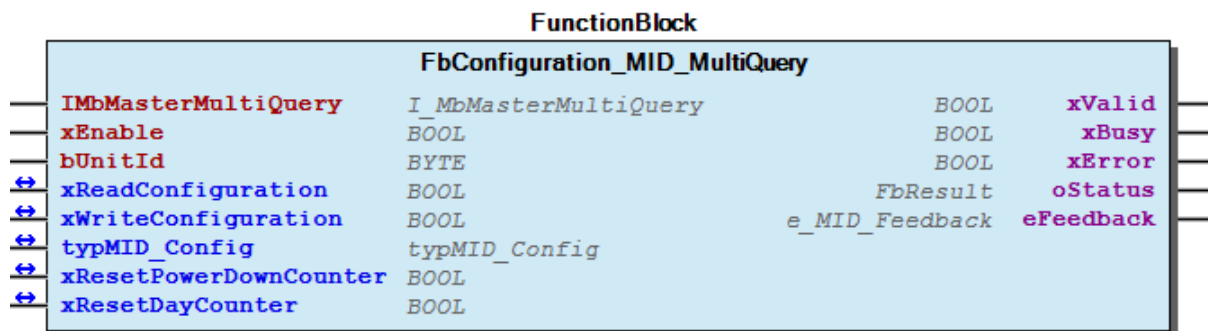 FunctionBlock
FbConfiguration_MID_MultiQuery
IMbMasterMultiQuery I_MbMasterMultiQuery BOOL xValid
xEnable BOOL BOOL xBusy
bUnitId BYTE BOOL xError
xReadConfiguration BOOL FbResult oStatus
xWriteConfiguration BOOL e_MID_Feedback eFeedback
typMID_Config typMID_Config
xResetPowerDownCounter BOOL
xResetDayCounter BOOL